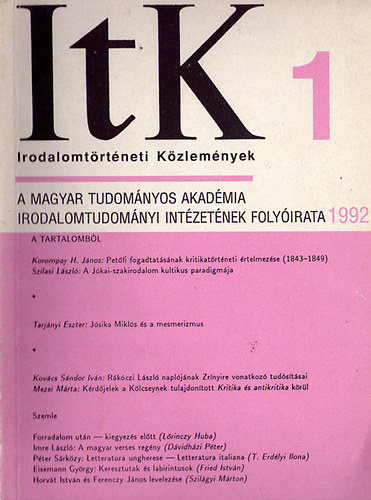 ItK 1
Irodalomtörténeti Közlemények
A MAGYAR TUDOMÁNYOS AKADÉMIA
IRODALOMTUDOMÁNYI INTÉZETÉNEK FOLYÓIRATA 1992
A TARTALOMBÓL
Korompay H. János: Petőfi fogadtatásának kritikatörténeti értelmezése (1843–1849)
Szilasi László: A Jókai-szakirodalom kultikus paradigmája
*
Tarjányi Eszter: Jósika Miklós és a mesmerizmus
*
Kovács Sándor Iván: Rákóczi László naplójának Zrínyire vonatkozó tudósításai
Mezei Márta: Kérdőjelek a Kölcseynek tulajdonított Kritika és antikritika körül
Szemle
Forradalom után — kiegyezés előtt (Lőrinczy Huba)
Imre László: A magyar verses regény (Dávidházi Péter)
Péter Sárközy: Letteratura ungherese — Letteratura italiana (T. Erdélyi Ilona)
Eisemann György: Keresztutak és labirintusok (Fried István)
Horvát István és Ferenczy János levelezése (Szilágyi Márton)